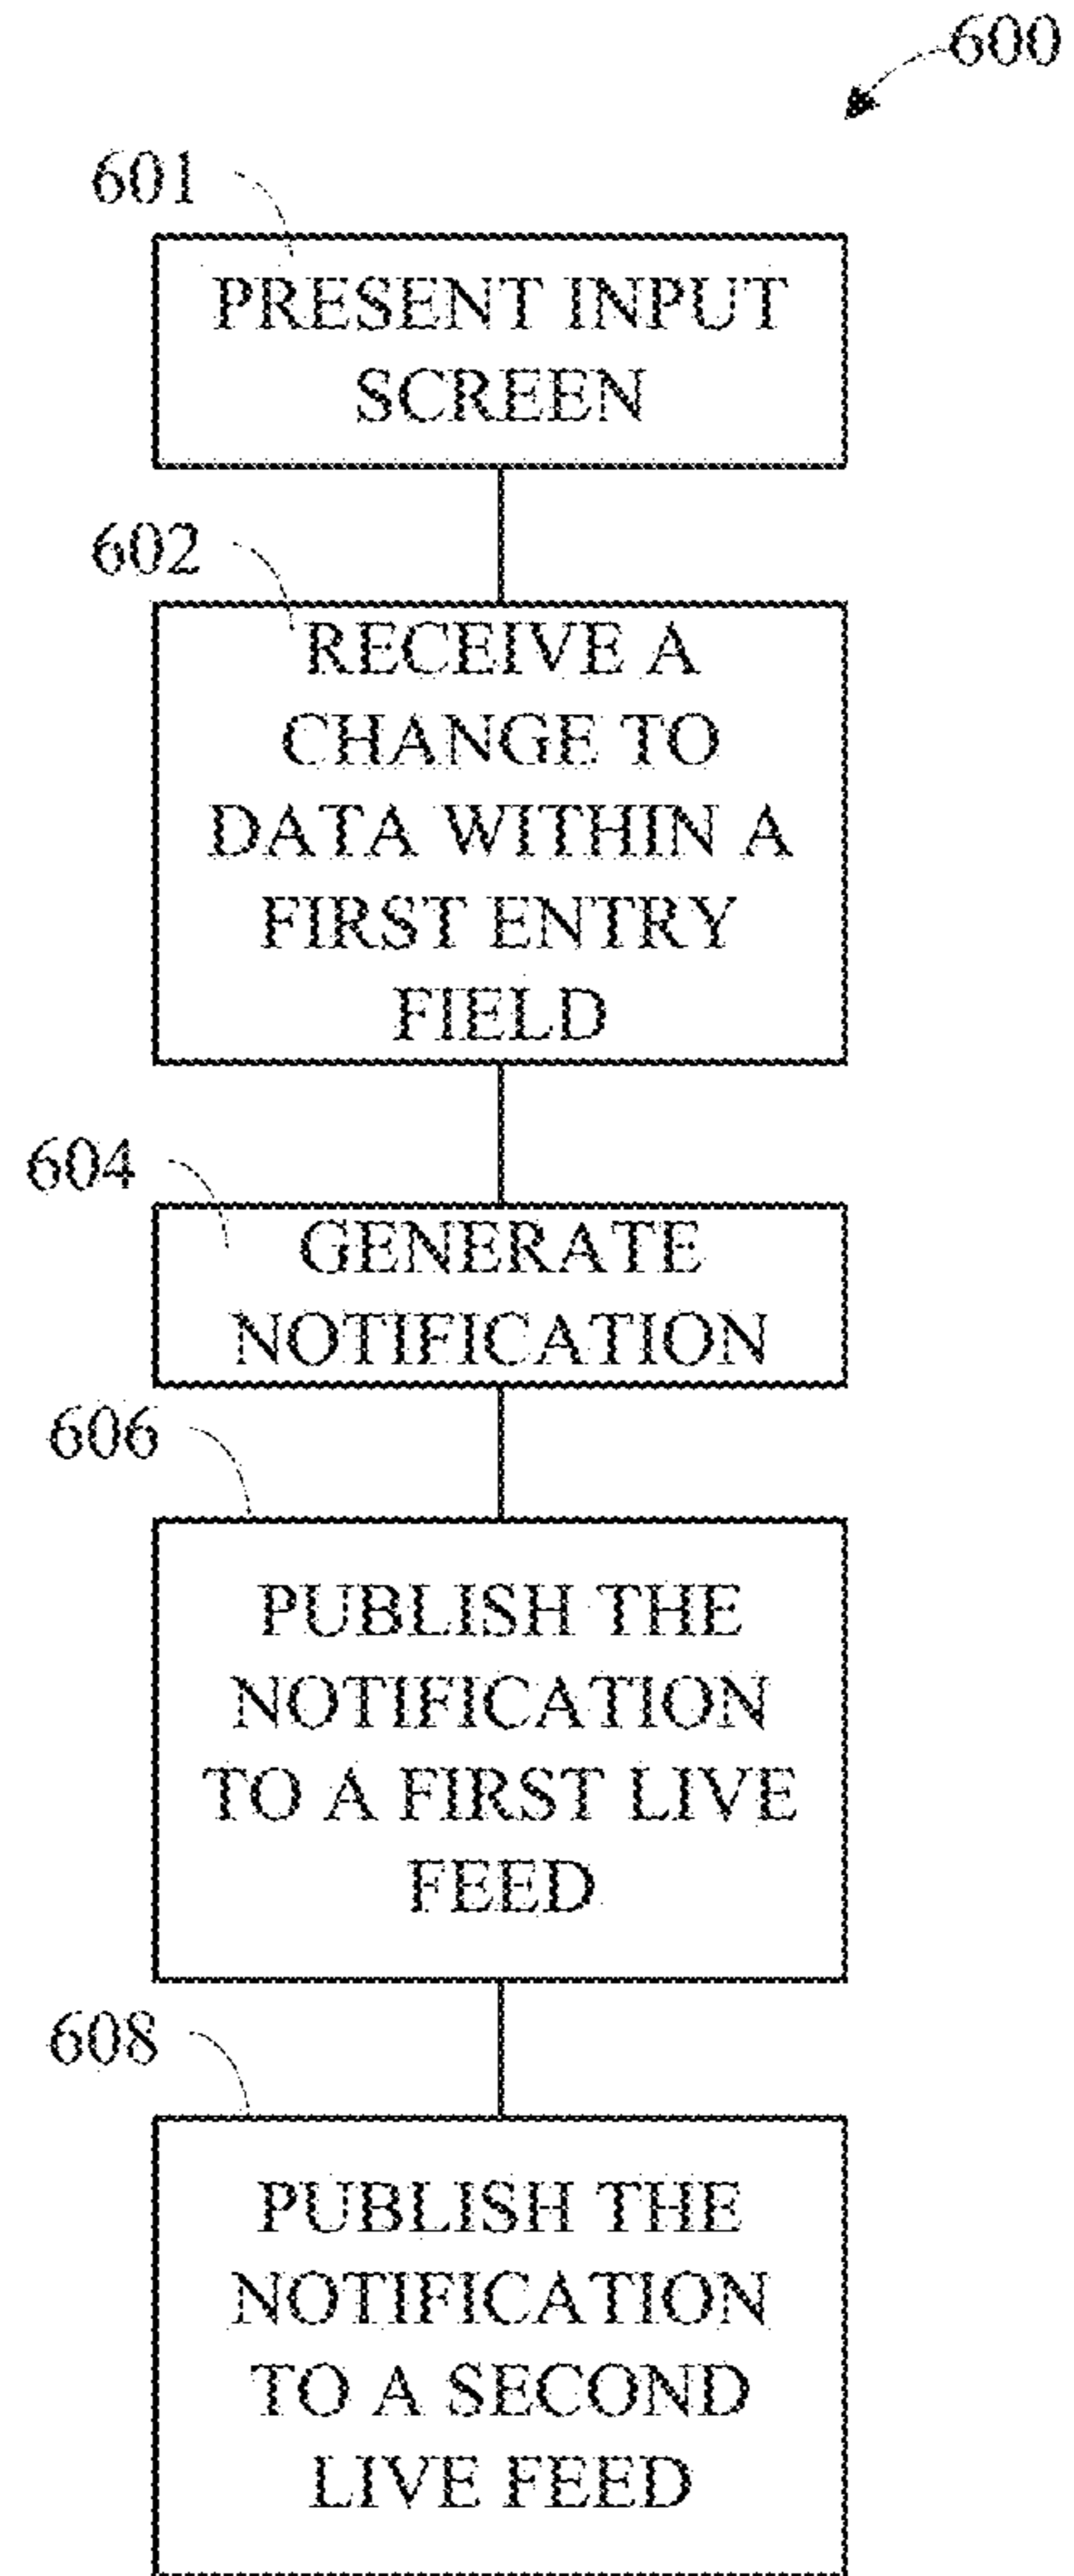 600
601
PRESENT INPUT
SCREEN
602
RECEIVE A
CHANGE TO
DATA WITHIN A
FIRST ENTRY
FIELD
604
GENERATE
NOTIFICATION
606
PUBLISH THE
NOTIFICATION
TO A FIRST LIVE
FEED
608
PUBLISH THE
NOTIFICATION
TO A SECOND
LIVE FEED